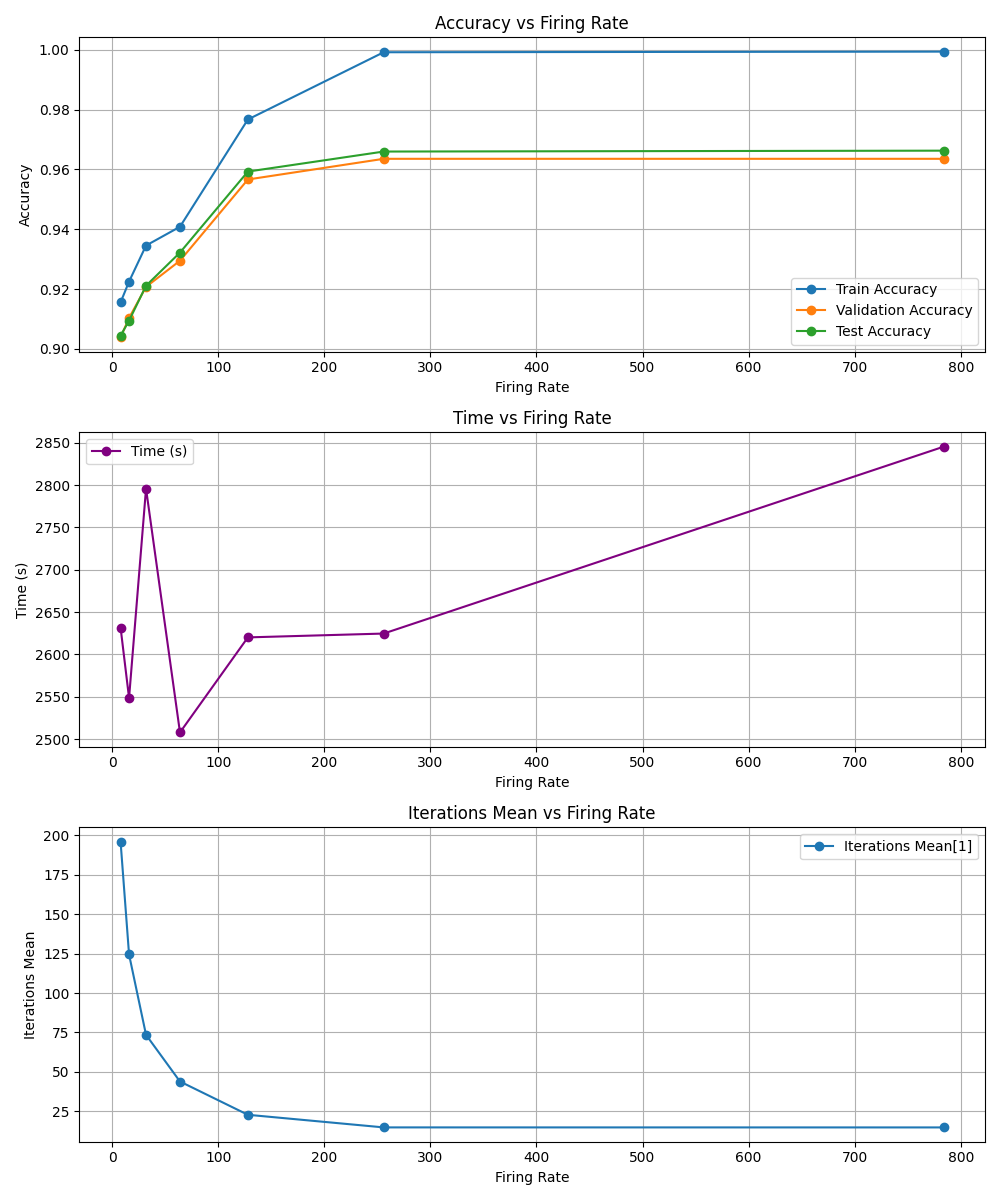 Accuracy vs Firing Rate
1.00
0.98
0.96
0.94
0.92
0.90
Accuracy
Train Accuracy
Validation Accuracy
Test Accuracy
0 100 200 300 400 500 600 700 800
Firing Rate
Time vs Firing Rate
2850
2800
2750
2700
2650
2600
2550
2500
Time (s)
Time (s)
0 100 200 300 400 500 600 700 800
Firing Rate
Iterations Mean vs Firing Rate
200
175
150
125
100
75
50
25
Iterations Mean
Iterations Mean[1]
0 100 200 300 400 500 600 700 800
Firing Rate